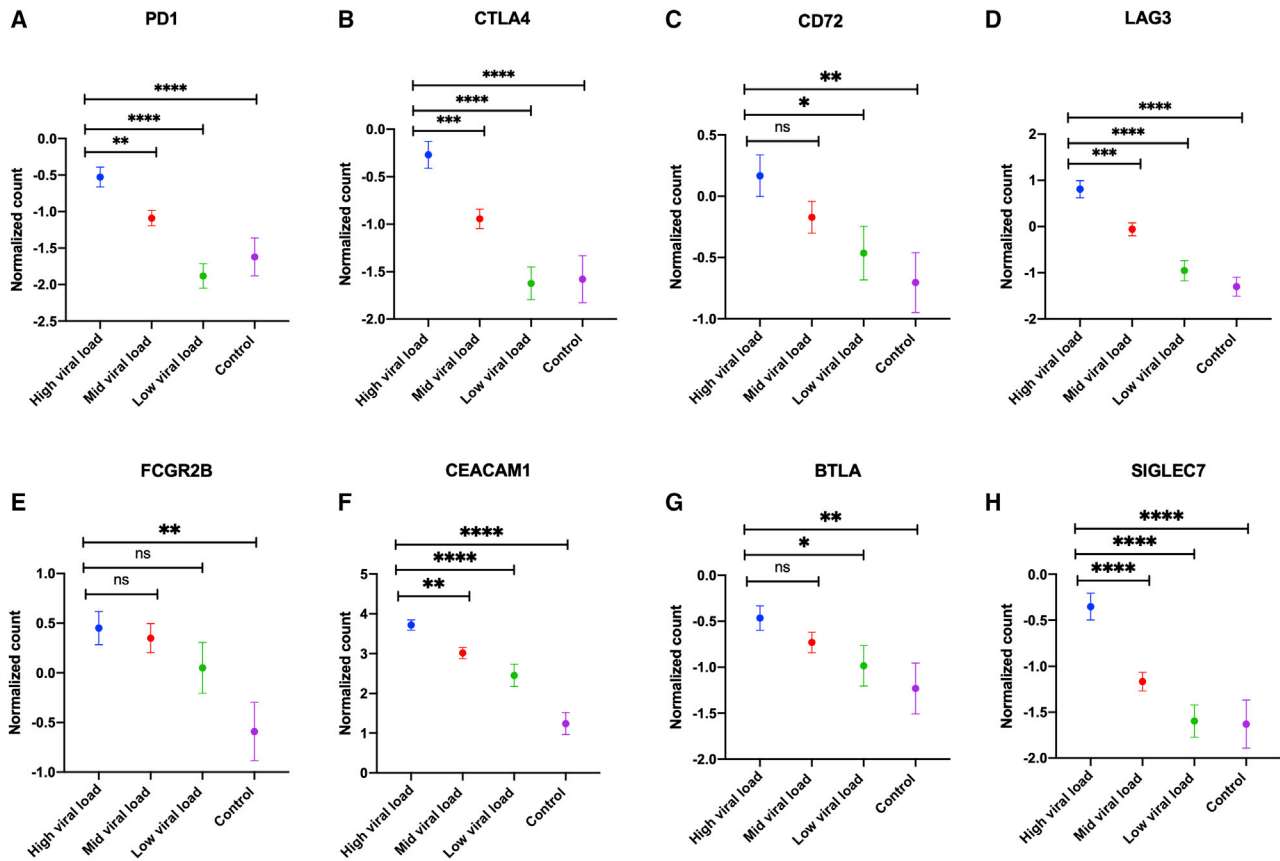 A
PD1
B
CTLA4
C
CD72
D
LAG3
****
****
**
Normalized count
0.0
-0.5
-1.0
-1.5
-2.0
-2.5
High viral load
Mid viral load
Low viral load
Control
****
****
***
Normalized count
0.0
-0.5
-1.0
-1.5
-2.0
High viral load
Mid viral load
Low viral load
Control
**
*
ns
Normalized count
0.5
0.0
-0.5
-1.0
High viral load
Mid viral load
Low viral load
Control
****
****
***
Normalized count
2
1
0
-1
-2
High viral load
Mid viral load
Low viral load
Control
E
FCGR2B
F
CEACAM1
G
BTLA
H
SIGLEC7
**
ns
ns
Normalized count
1.0
0.5
0.0
-0.5
-1.0
High viral load
Mid viral load
Low viral load
Control
****
****
**
Normalized count
5
4
3
2
1
0
High viral load
Mid viral load
Low viral load
Control
**
*
ns
Normalized count
0.0
-0.5
-1.0
-1.5
-2.0
High viral load
Mid viral load
Low viral load
Control
****
****
****
Normalized count
0.0
-0.5
-1.0
-1.5
-2.0
High viral load
Mid viral load
Low viral load
Control